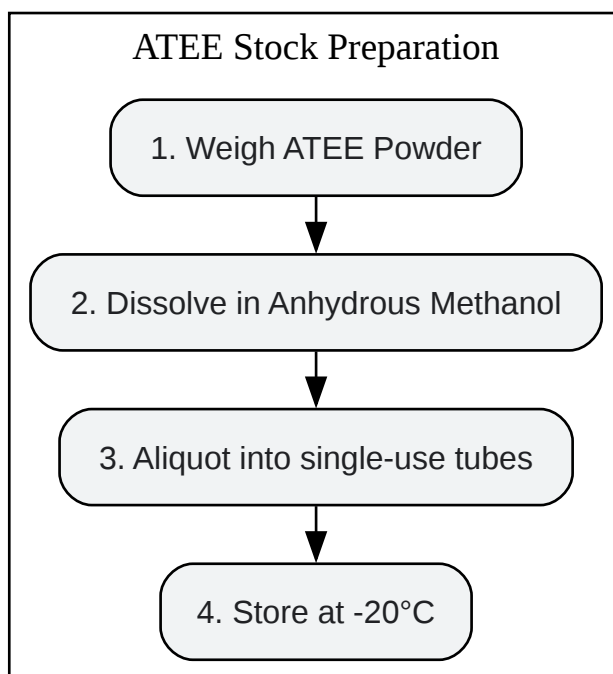 ATEE Stock Preparation
1. Weigh ATEE Powder
2. Dissolve in Anhydrous Methanol
3. Aliquot into single-use tubes
4. Store at -20°C